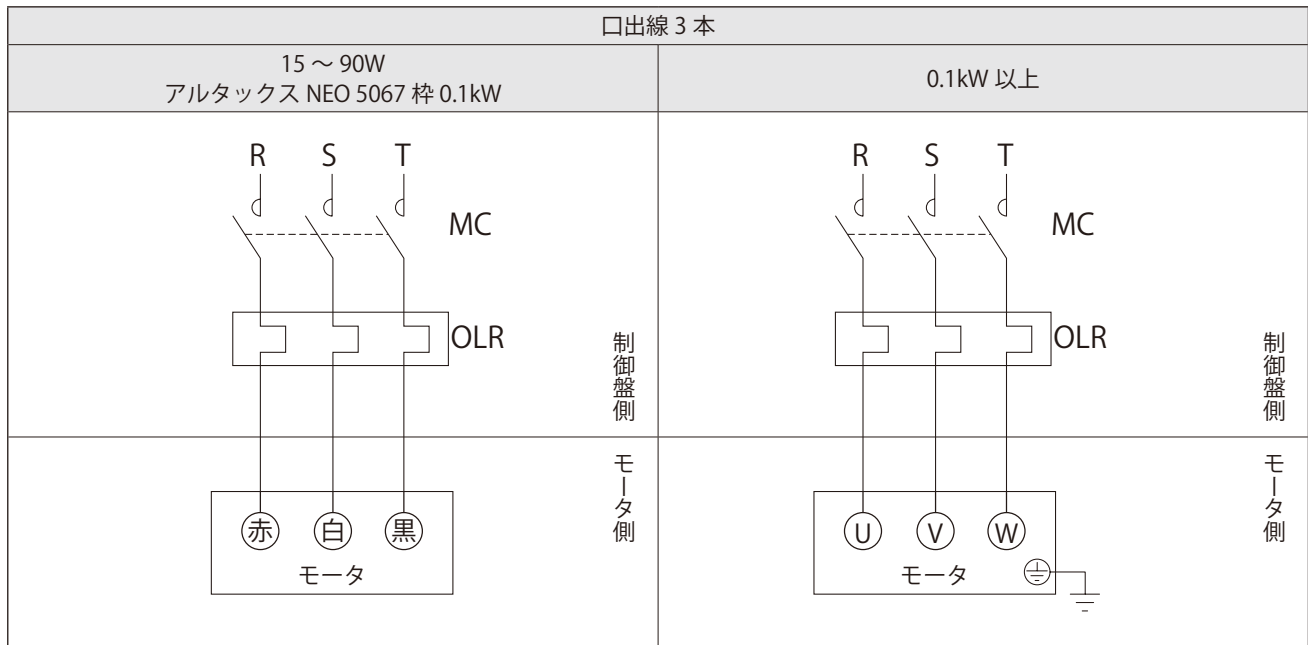 口出線 3 本
15 ～ 90W
アルタックス NEO 5067 枠 0.1kW
0.1kW 以上
R S T
MC
OLR
制御盤側
赤 白 黒
モータ
モータ側
R S T
MC
OLR
制御盤側
U V W
モータ
モータ側